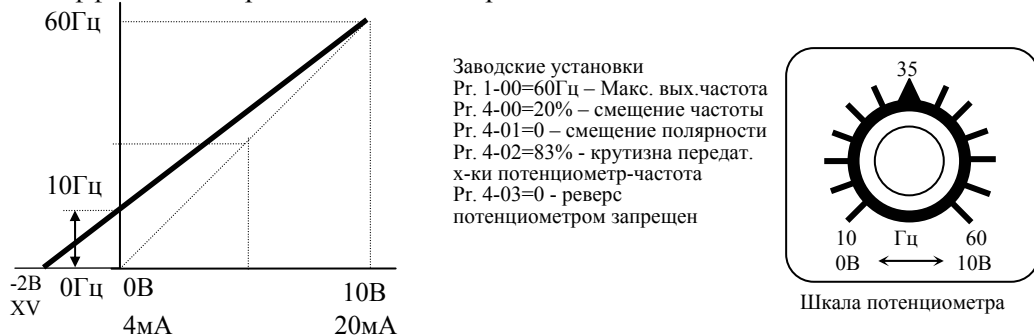 60Гц
10Гц
-2В
XV
0Гц
0В
10В
4мА
20мА
Заводские установки
Pr. 1-00=60Гц – Макс. вых.частота
Pr. 4-00=20% – смещение частоты
Pr. 4-01=0 – смещение полярности
Pr. 4-02=83% - крутизна передат.
х-ки потенциометр-частота
Pr. 4-03=0 - реверс
потенциометром запрещен
35
10 Гц 60
0В 10В
Шкала потенциометра